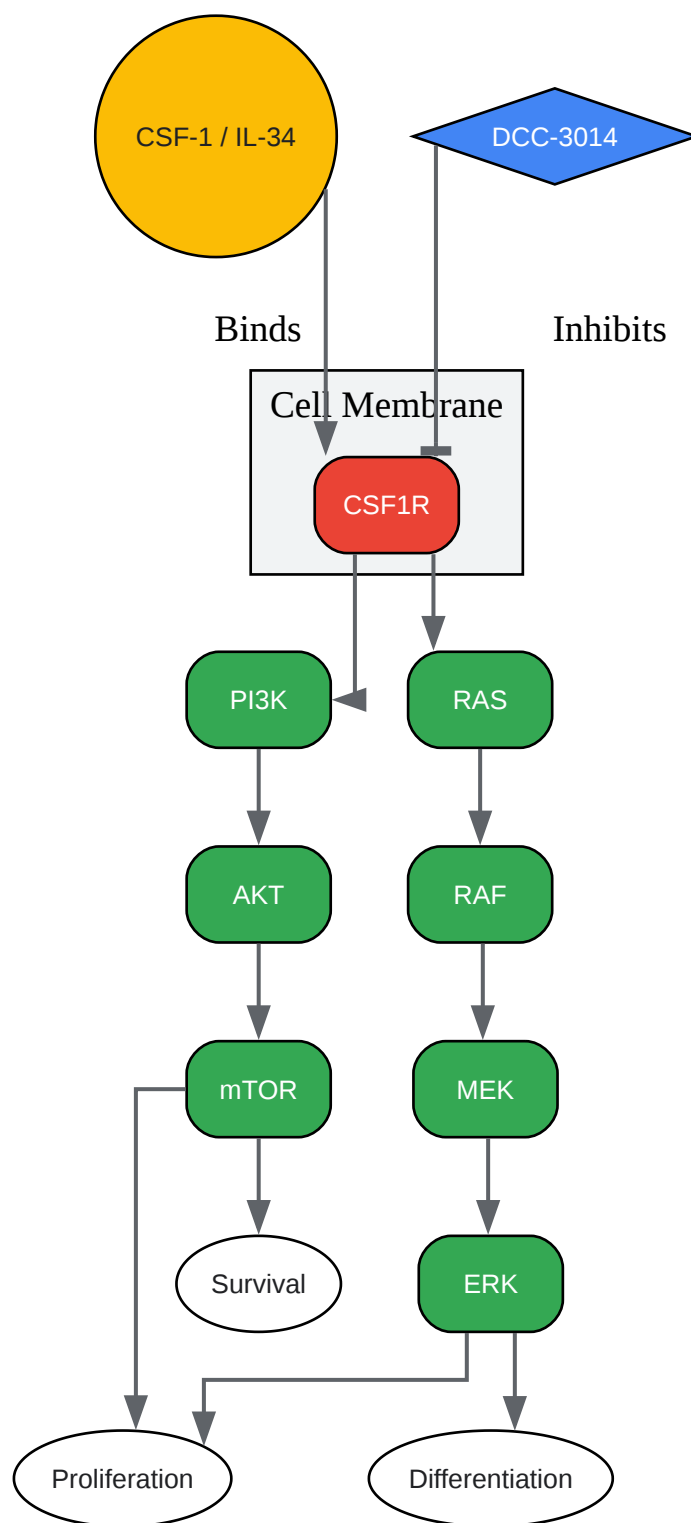 CSF-1 / IL-34
DCC-3014
Binds
Inhibits
Cell Membrane
CSF1R
PI3K
RAS
AKT
RAF
mTOR
MEK
Survival
ERK
Proliferation
Differentiation